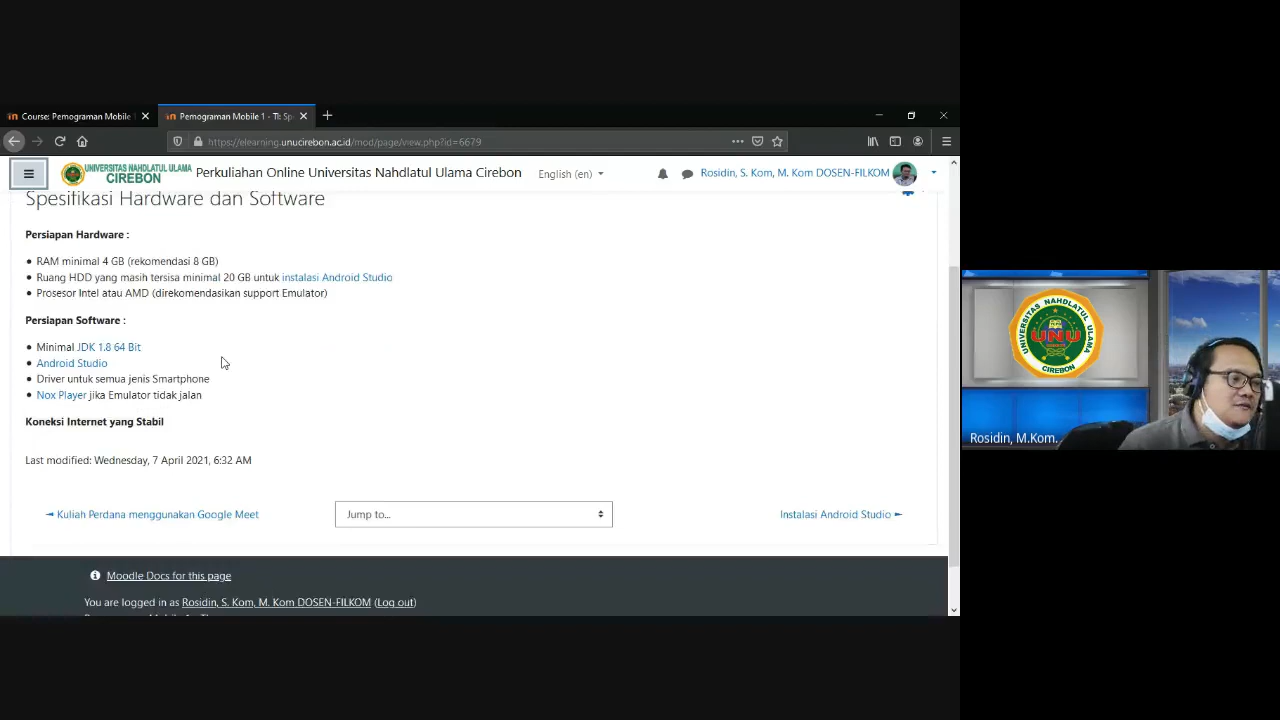 Course: Pemograman Mobile
Pemograman Mobile 1 - TI: Sp
https://elearning.unucirebon.ac.id/mod/page/view.php?id=6679
UNIVERSITAS NAHDLATUL ULAMA
CIREBON
Perkuliahan Online Universitas Nahdlatul Ulama Cirebon
English (en)
Rosidin, S. Kom, M. Kom DOSEN-FILKOM
Spesifikasi Hardware dan Software
Persiapan Hardware :
• RAM minimal 4 GB (rekomendasi 8 GB)
• Ruang HDD yang masih tersisa minimal 20 GB untuk instalasi Android Studio
• Prosesor Intel atau AMD (direkomendasikan support Emulator)
Persiapan Software :
• Minimal JDK 1.8 64 Bit
• Android Studio
• Driver untuk semua jenis Smartphone
• Nox Player jika Emulator tidak jalan
Koneksi Internet yang Stabil
Last modified: Wednesday, 7 April 2021, 6:32 AM
◄ Kuliah Perdana menggunakan Google Meet
Jump to...
Instalasi Android Studio ►
Moodle Docs for this page
You are logged in as Rosidin, S. Kom, M. Kom DOSEN-FILKOM (Log out)
UNIVERSITAS NAHDLATUL ULAMA
UNU
CIREBON
Rosidin, M.Kom.